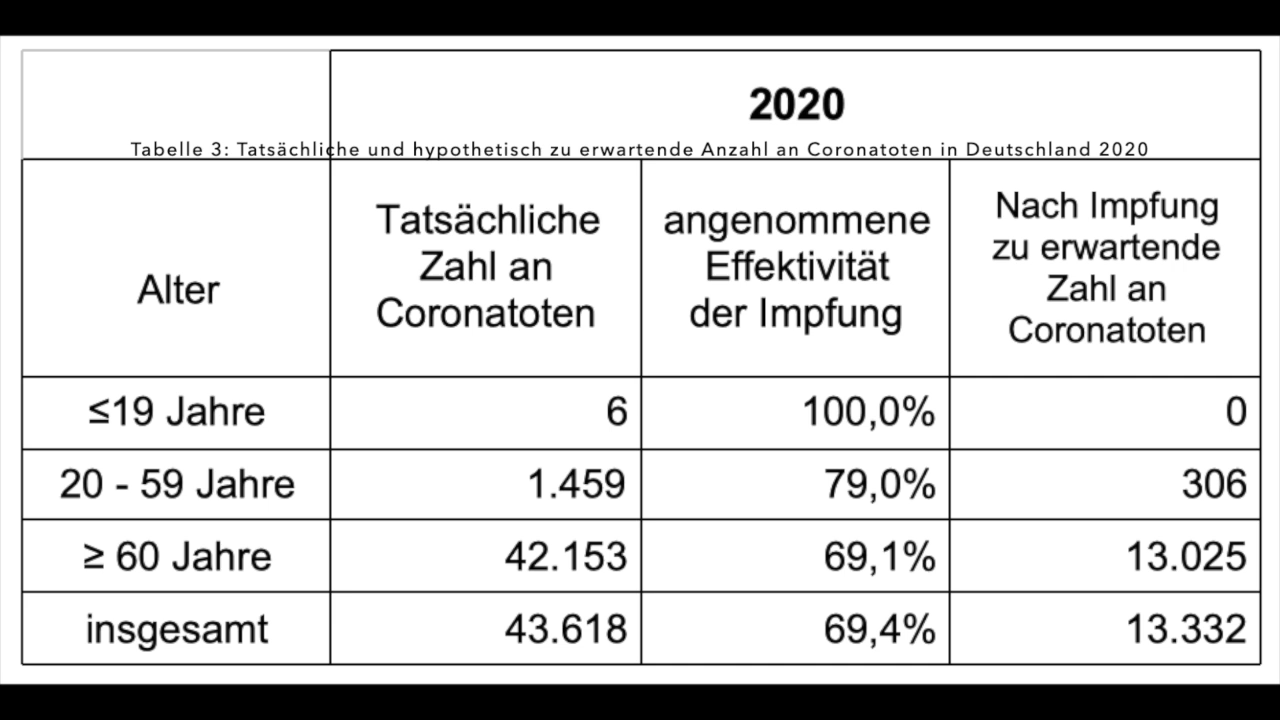 2020
Tabelle 3: Tatsächliche und hypothetisch zu erwartende Anzahl an Coronatoten in Deutschland 2020
Alter
Tatsächliche
Zahl an
Coronatoten
angenommene
Effektivität
der Impfung
Nach Impfung
zu erwartende
Zahl an
Coronatoten
≤19 Jahre 6 100,0% 0
20 - 59 Jahre 1.459 79,0% 306
≥ 60 Jahre 42.153 69,1% 13.025
insgesamt 43.618 69,4% 13.332